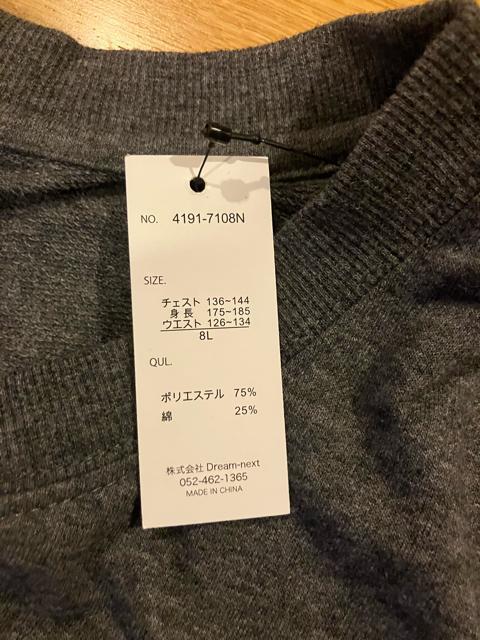 NO. 4191-7108N
SIZE.
チェスト 136~144
身長 175~185
ウエスト 126~134
8L
QUL.
ポリエステル 75%
綿 25%
株式会社 Dream-next
052-462-1365
MADE IN CHINA